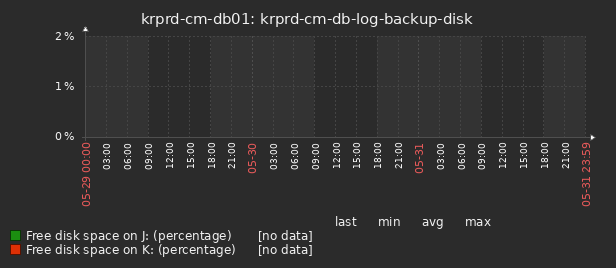 krprd-cm-db01: krprd-cm-db-log-backup-disk
2 %
1 %
0 %
05-29 00:00 03:00 06:00 09:00 12:00 15:00 18:00 21:00 05-30 03:00 06:00 09:00 12:00 15:00 18:00 21:00 05-31 03:00 06:00 09:00 12:00 15:00 18:00 21:00 05-31 23:59
last min avg max
Free disk space on J: (percentage) [no data]
Free disk space on K: (percentage) [no data]